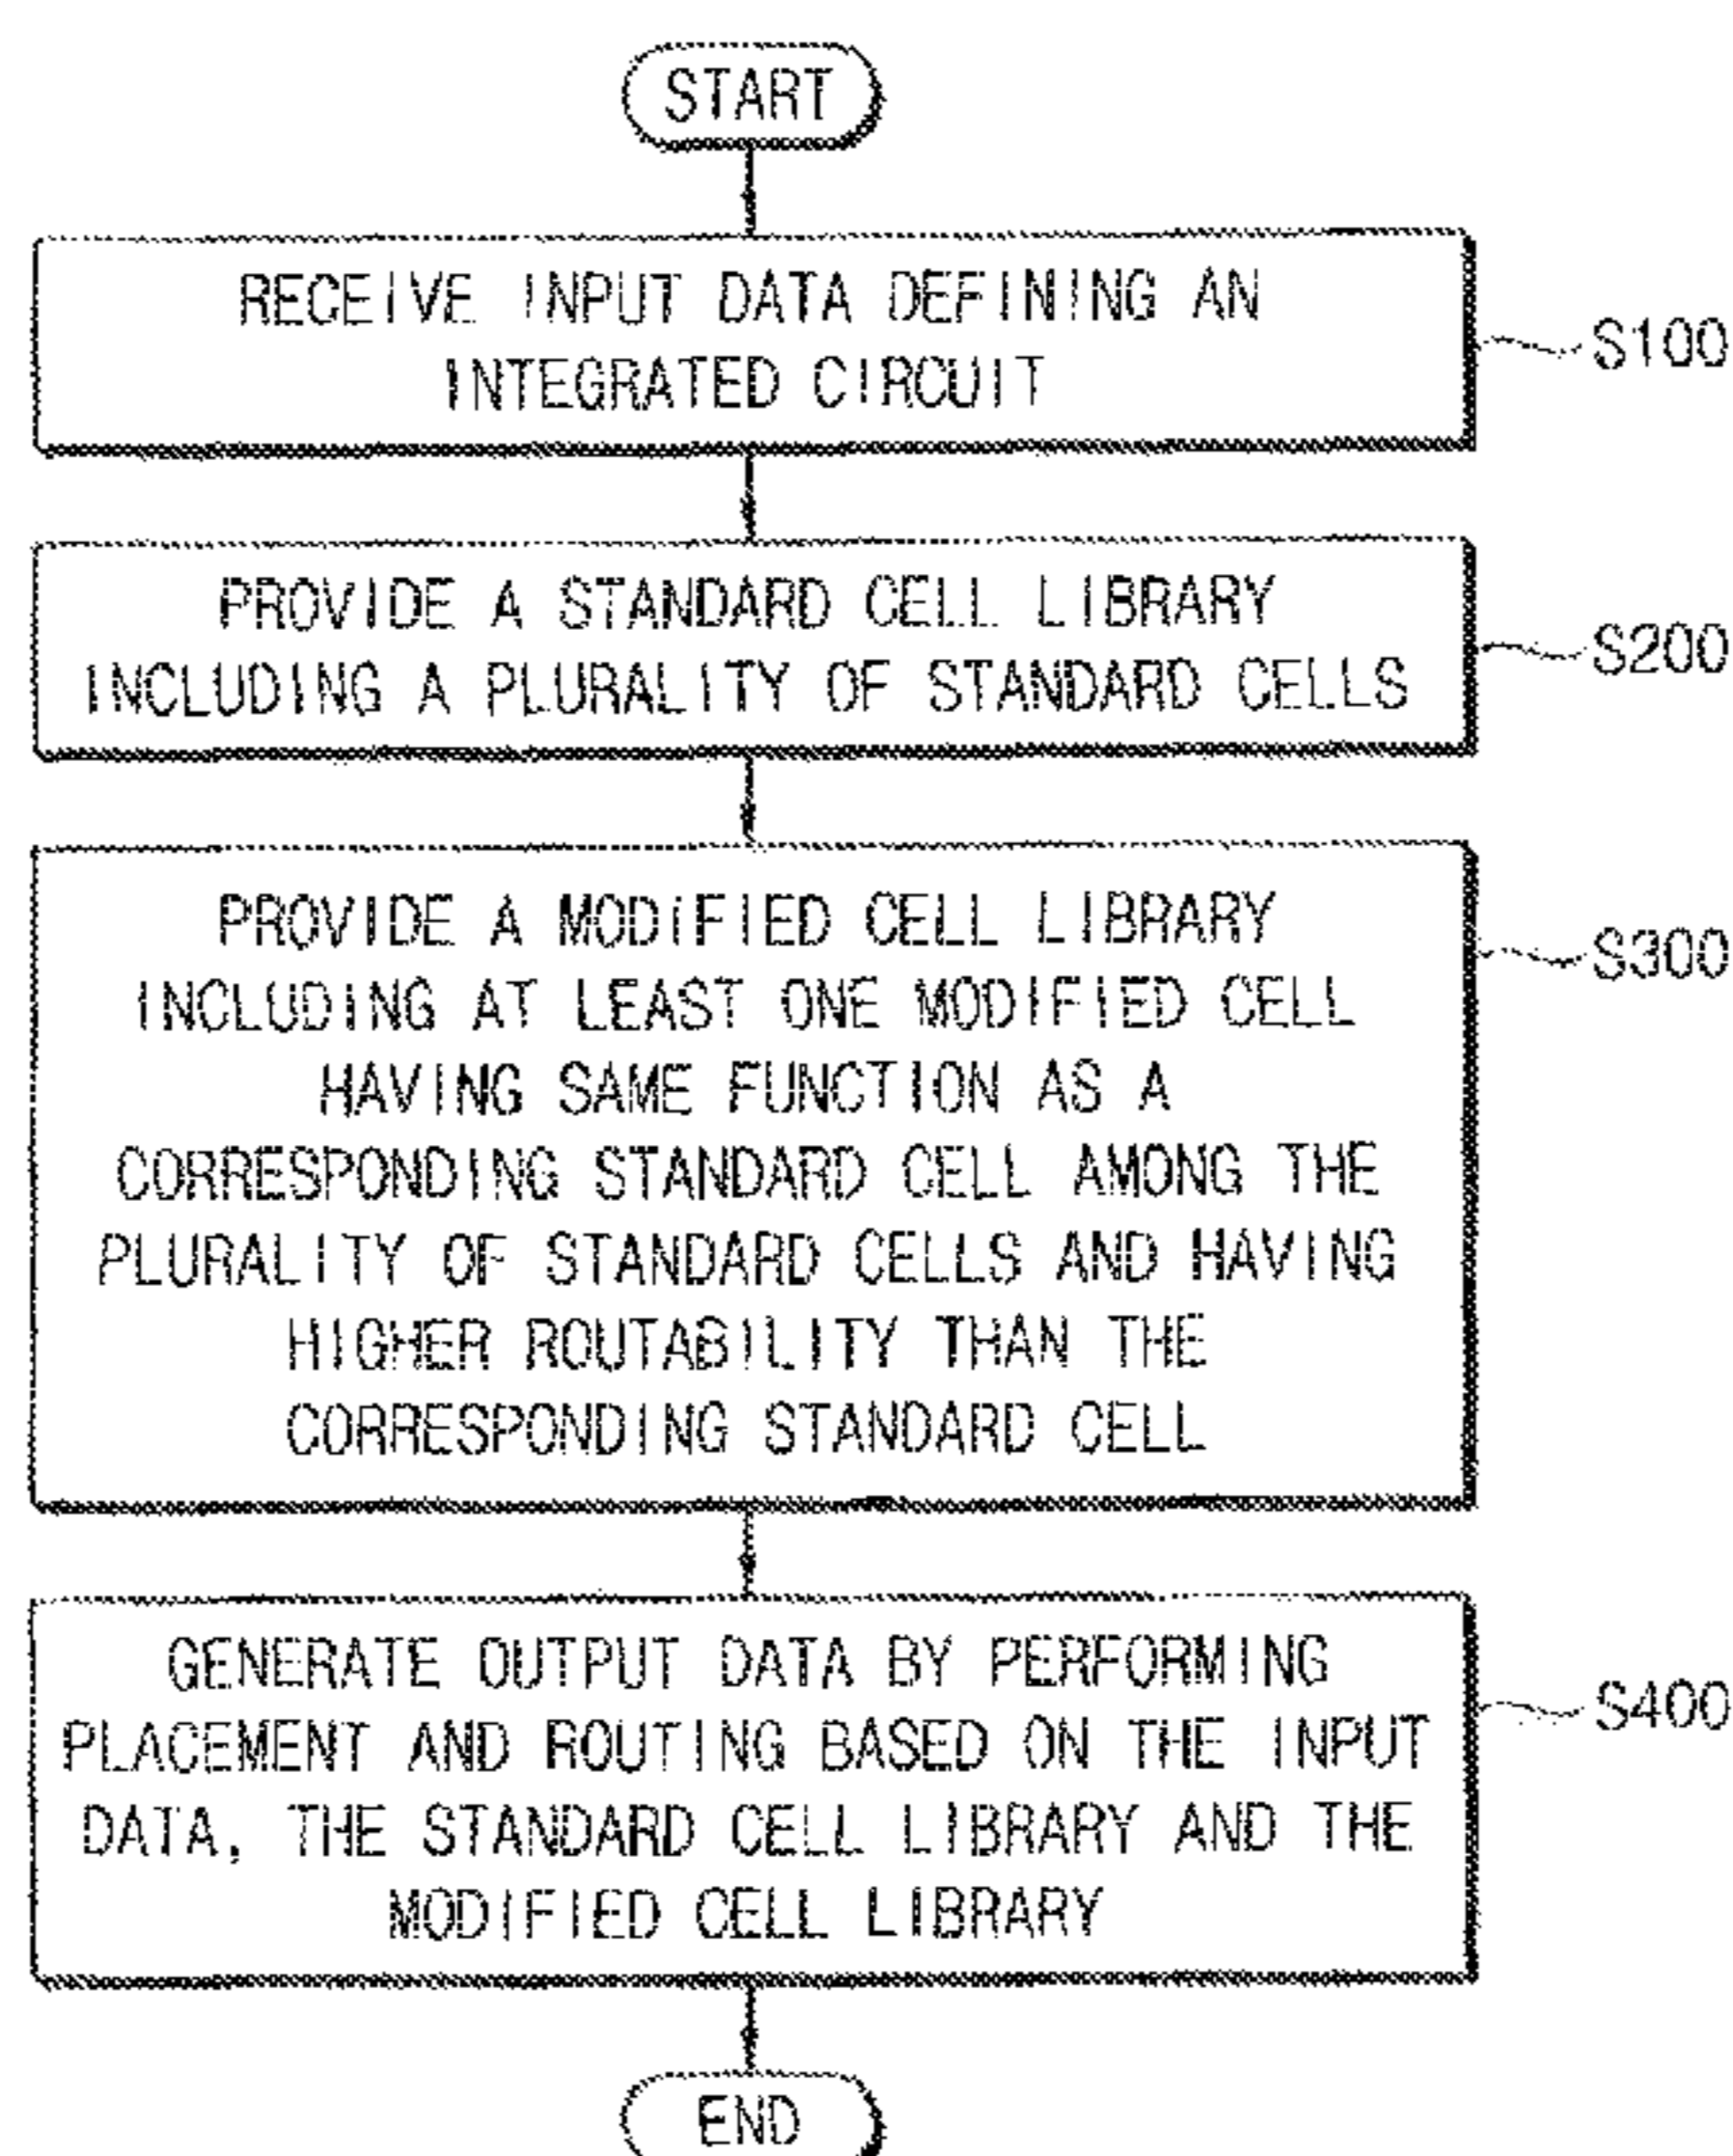 START
RECEIVE INPUT DATA DEFINING AN
INTEGRATED CIRCUIT
S100
PROVIDE A STANDARD CELL LIBRARY
INCLUDING A PLURALITY OF STANDARD CELLS
S200
PROVIDE A MODIFIED CELL LIBRARY
INCLUDING AT LEAST ONE MODIFIED CELL
HAVING SAME FUNCTION AS A
CORRESPONDING STANDARD CELL AMONG THE
PLURALITY OF STANDARD CELLS AND HAVING
HIGHER ROUTABILITY THAN THE
CORRESPONDING STANDARD CELL
S300
GENERATE OUTPUT DATA BY PERFORMING
PLACEMENT AND ROUTING BASED ON THE INPUT
DATA, THE STANDARD CELL LIBRARY AND THE
MODIFIED CELL LIBRARY
S400
END